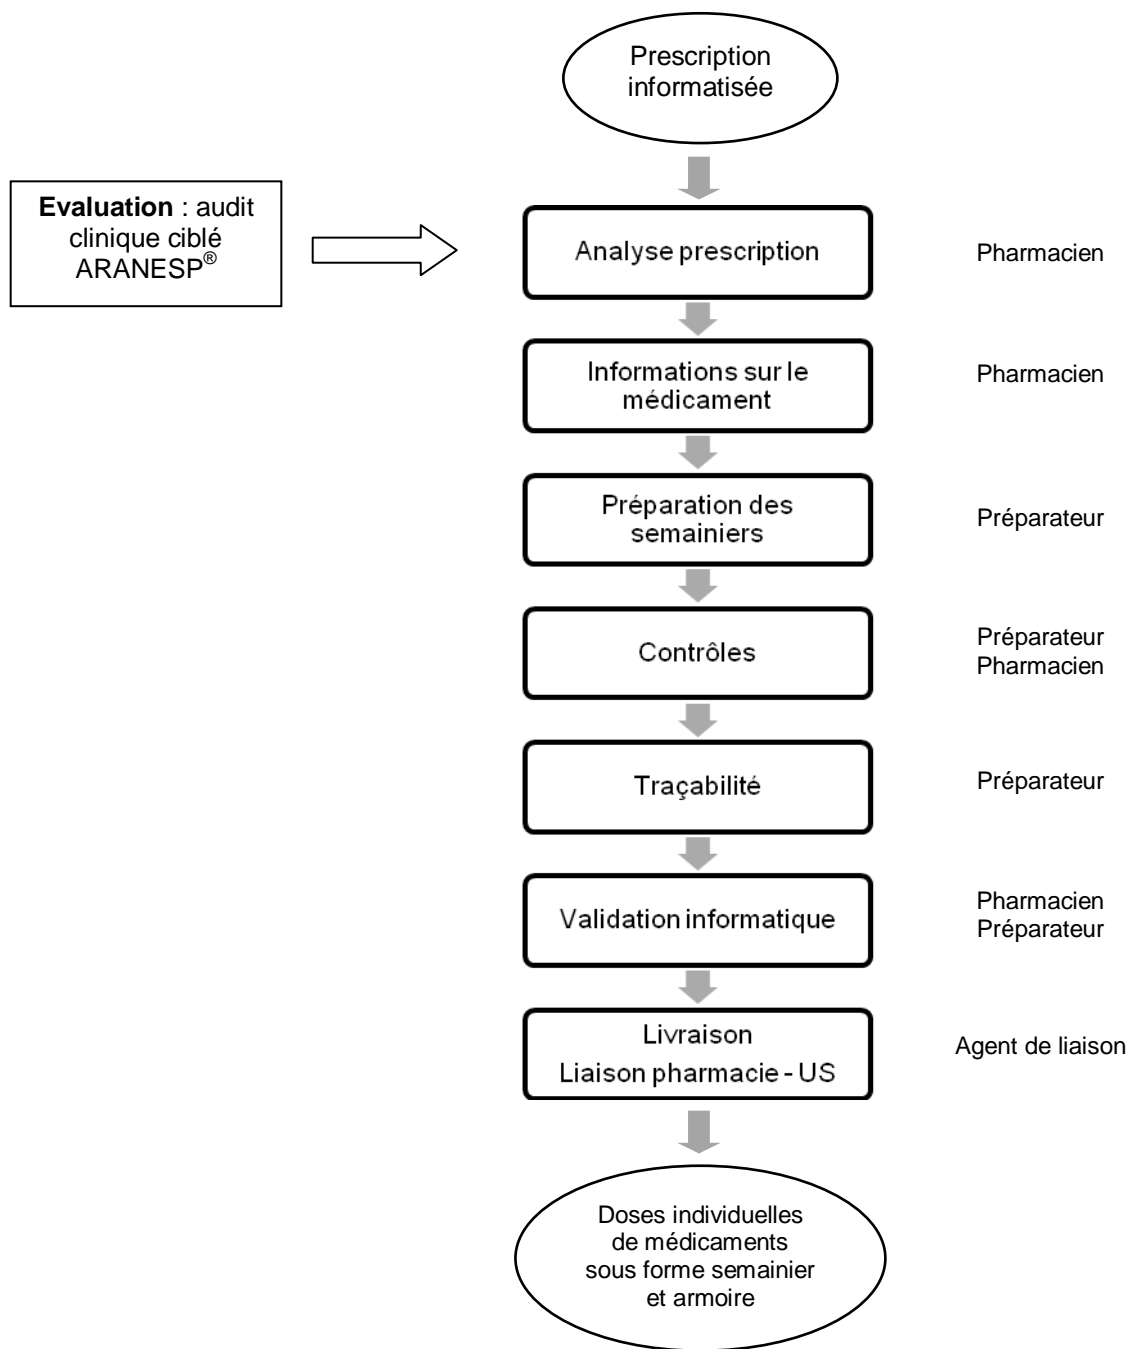 Prescription
informatisée
Evaluation : audit
clinique ciblé
ARANESP®
Analyse prescription
Pharmacien
Informations sur le
médicament
Pharmacien
Préparation des
semainiers
Préparateur
Contrôles
Préparateur
Pharmacien
Traçabilité
Préparateur
Validation informatique
Pharmacien
Préparateur
Livraison
Liaison pharmacie - US
Agent de liaison
Doses individuelles
de médicaments
sous forme semainier
et armoire